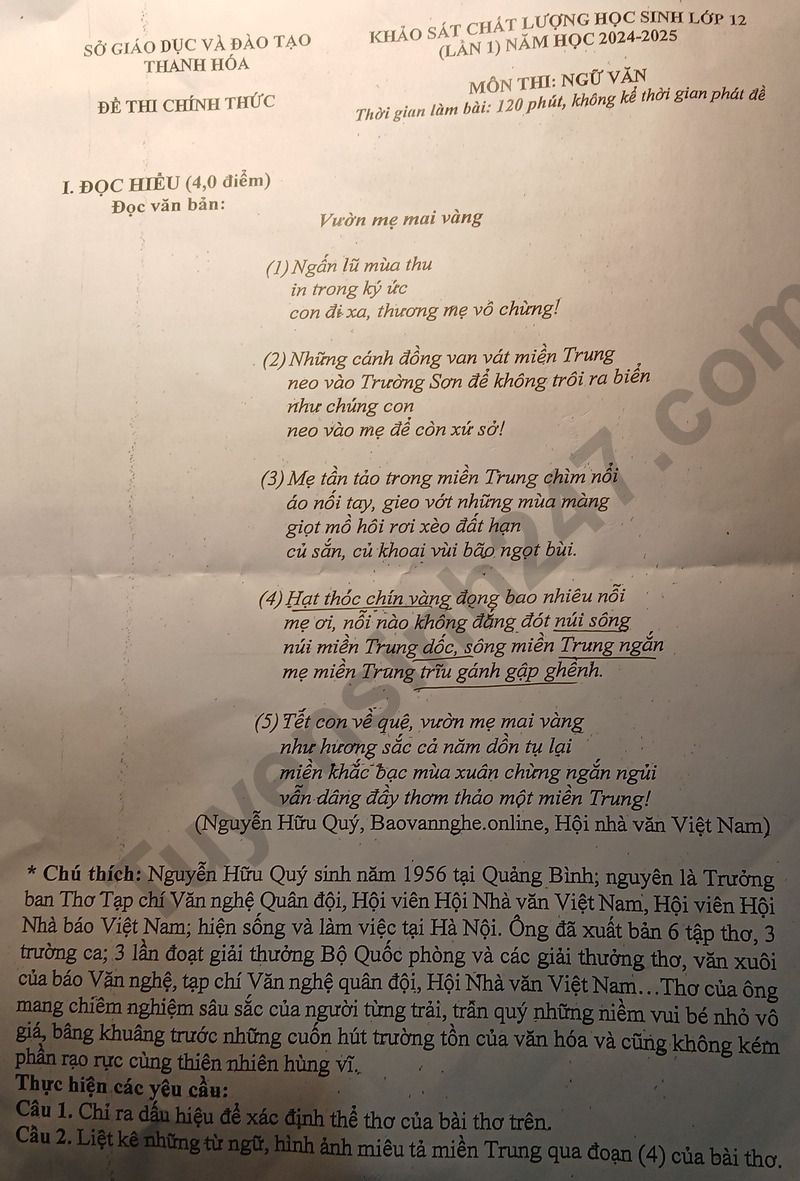 SỞ GIÁO DỤC VÀ ĐÀO TẠO
THANH HÓA
ĐỀ THI CHÍNH THỨC
KHẢO SÁT CHẤT LƯỢNG HỌC SINH LỚP 12
(LẦN 1) NĂM HỌC 2024-2025
MÔN THI: NGỮ VĂN
Thời gian làm bài: 120 phút, không kể thời gian phát đề
I. ĐỌC HIỂU (4,0 điểm)
Đọc văn bản:
Vườn mẹ mai vàng
(1) Ngấn lũ mùa thu
in trong ký ức
con đi xa, thương mẹ vô chừng!
(2) Những cánh đồng van vát miền Trung
neo vào Trường Sơn để không trôi ra biển
như chúng con
neo vào mẹ để còn xứ sở!
(3) Mẹ tần tảo trong miền Trung chìm nổi
áo nối tay, gieo vớt những mùa màng
giọt mồ hôi rơi xèo đất hạn
củ sắn, củ khoai vùi bão ngọt bùi.
(4) Hạt thóc chín vàng đọng bao nhiêu nỗi
mẹ ơi, nỗi nào không đắng đót núi sông
núi miền Trung dốc, sông miền Trung ngắn
mẹ miền Trung trĩu gánh gập ghềnh.
(5) Tết con về quê, vườn mẹ mai vàng
như hương sắc cả năm dồn tụ lại
miền khắc bạc mùa xuân chừng ngắn ngủi
vẫn dâng đầy thơm thảo một miền Trung!
(Nguyễn Hữu Quý, Baovannghe.online, Hội nhà văn Việt Nam)
* Chú thích: Nguyễn Hữu Quý sinh năm 1956 tại Quảng Bình; nguyên là Trưởng
ban Thơ Tạp chí Văn nghệ Quân đội, Hội viên Hội Nhà văn Việt Nam, Hội viên Hội
Nhà báo Việt Nam; hiện sống và làm việc tại Hà Nội. Ông đã xuất bản 6 tập thơ, 3
trường ca; 3 lần đoạt giải thưởng Bộ Quốc phòng và các giải thưởng thơ, văn xuôi
của báo Văn nghệ, tạp chí Văn nghệ quân đội, Hội Nhà văn Việt Nam…Thơ của ông
mang chiêm nghiệm sâu sắc của người từng trải, trân quý những niềm vui bé nhỏ vô
giá, bâng khuâng trước những cuốn hút trường tồn của văn hóa và cũng không kém
phần rạo rực cùng thiên nhiên hùng vĩ.
Thực hiện các yêu cầu:
Câu 1. Chỉ ra dấu hiệu để xác định thể thơ của bài thơ trên.
Câu 2. Liệt kê những từ ngữ, hình ảnh miêu tả miền Trung qua đoạn (4) của bài thơ.
Tuyensinh247.com